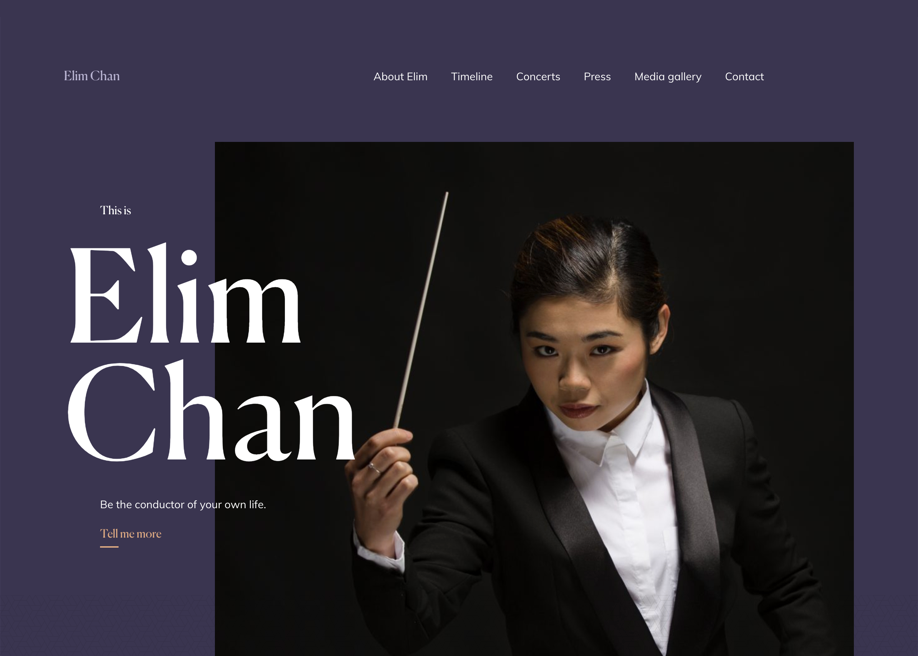 Elim Chan
About Elim Timeline Concerts Press Media gallery Contact
This is
Elim
Chan
Be the conductor of your own life.
Tell me more